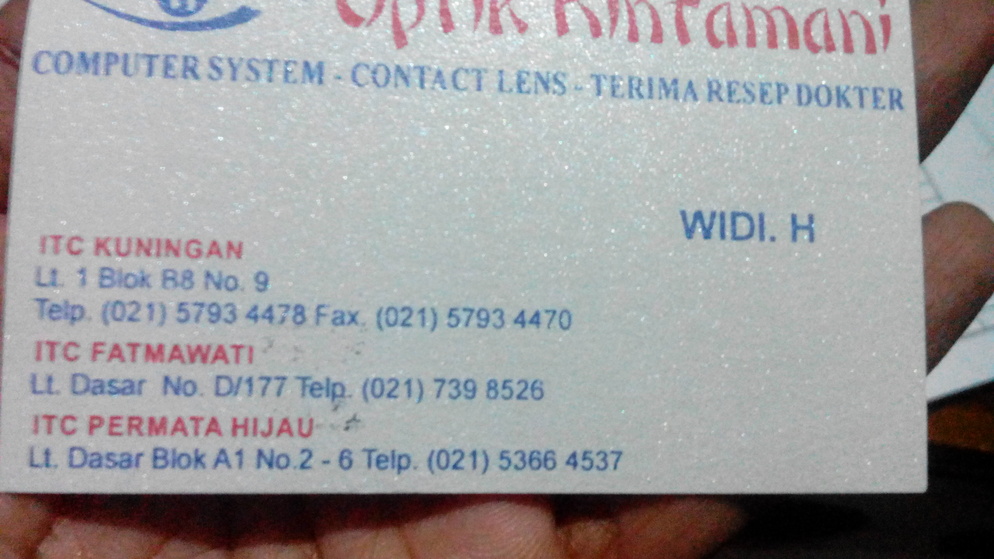 Optik Kintamani
COMPUTER SYSTEM - CONTACT LENS - TERIMA RESEP DOKTER
WIDI. H
ITC KUNINGAN
Lt. 1 Blok B8 No. 9
Telp. (021) 5793 4478 Fax. (021) 5793 4470
ITC FATMAWATI
Lt. Dasar No. D/177 Telp. (021) 739 8526
ITC PERMATA HIJAU
Lt. Dasar Blok A1 No.2 - 6 Telp. (021) 5366 4537